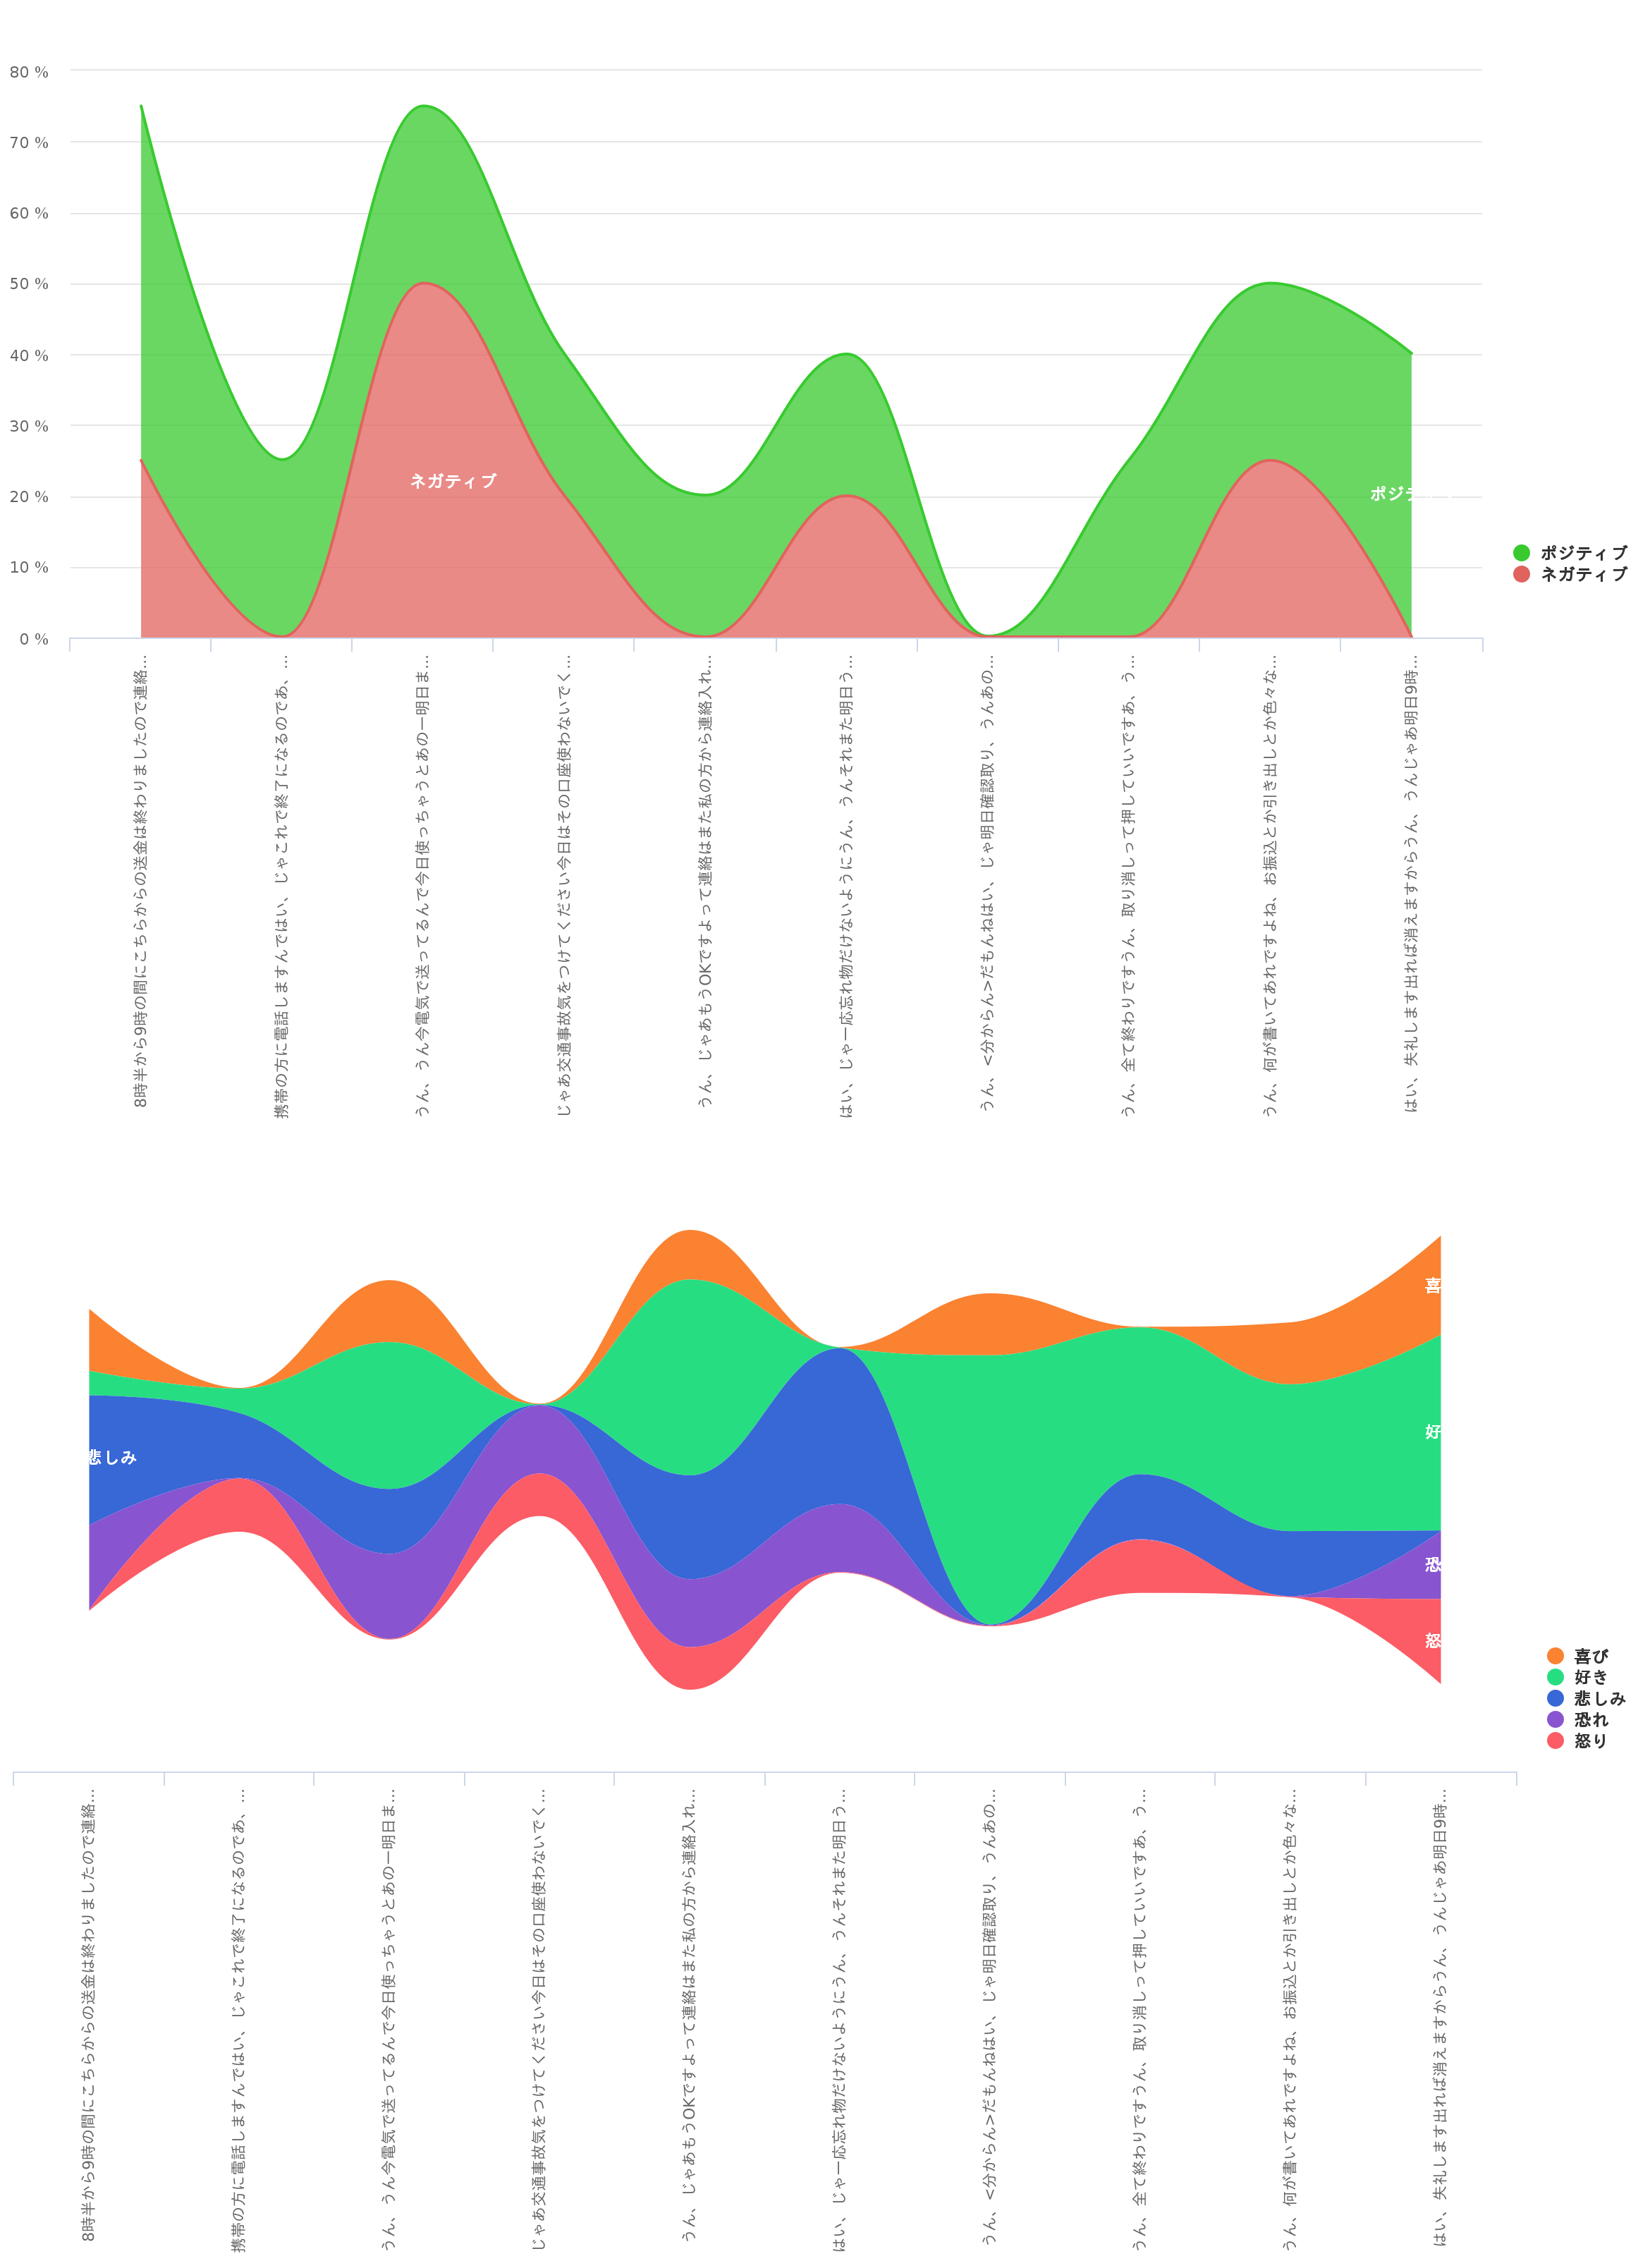 80 %
70 %
60 %
50 %
40 %
30 %
20 %
10 %
0 %
ネガティブ
ポジティブ
ポジティブ
ネガティブ
8時半から9時の間にこちらからの送金は終わりましたので連絡…
携帯の方に電話しますんではい、じゃこれで終了になるのであ、…
うん、うん今電気で送ってるんで今日使っちゃうとあの一明日ま…
じゃあ交通事故気をつけてください今日はその口座使わないでく…
うん、じゃあもうOKですよって連絡はまた私の方から連絡入れ…
はい、じゃ一応忘れ物だけないようにうん、うんそれまた明日う…
うん、<分からん>だもんねはい、じゃ明日確認取り、うんあの…
うん、全て終わりですうん、取り消しって押していいですあ、う…
うん、何が書いてあれですよね、お振込とか引き出しとか色々な…
はい、失礼します出れば消えますからうん、うんじゃあ明日9時…
喜
好
悲しみ
恐
怒
喜び
好き
悲しみ
恐れ
怒り
8時半から9時の間にこちらからの送金は終わりましたので連絡…
携帯の方に電話しますんではい、じゃこれで終了になるのであ、…
うん、うん今電気で送ってるんで今日使っちゃうとあの一明日ま…
じゃあ交通事故気をつけてください今日はその口座使わないでく…
うん、じゃあもうOKですよって連絡はまた私の方から連絡入れ…
はい、じゃ一応忘れ物だけないようにうん、うんそれまた明日う…
うん、<分からん>だもんねはい、じゃ明日確認取り、うんあの…
うん、全て終わりですうん、取り消しって押していいですあ、う…
うん、何が書いてあれですよね、お振込とか引き出しとか色々な…
はい、失礼します出れば消えますからうん、うんじゃあ明日9時…